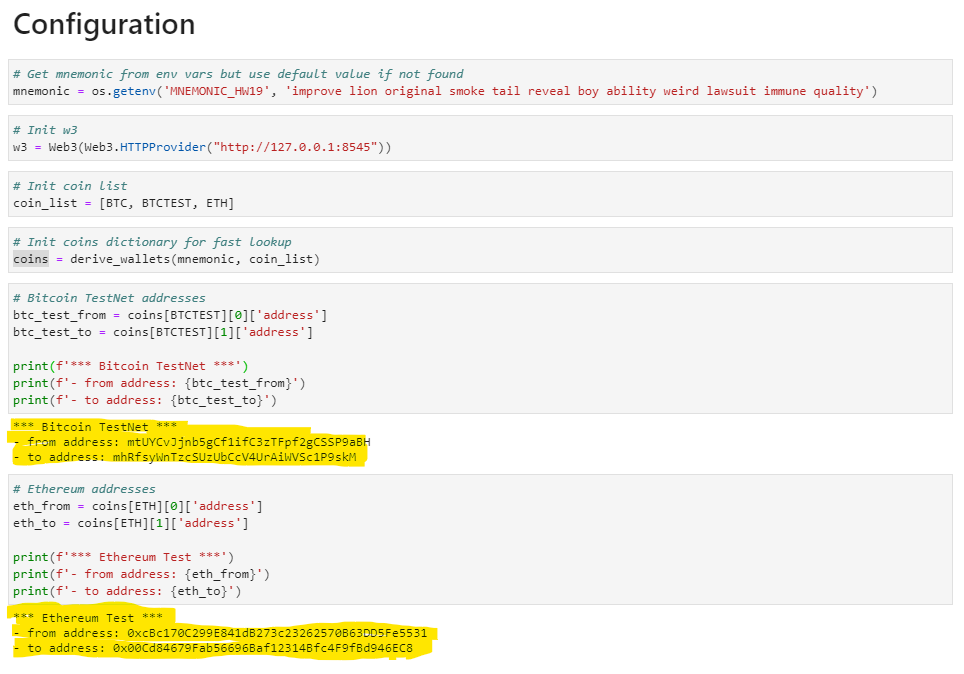 Configuration
# Get mnemonic from env vars but use default value if not found
mnemonic = os.getenv('MNEMONIC_HW19', 'improve lion original smoke tail reveal boy ability weird lawsuit immune quality')
# Init w3
w3 = Web3(Web3.HTTPProvider("http://127.0.0.1:8545"))
# Init coin list
coin_list = [BTC, BTCTEST, ETH]
# Init coins dictionary for fast lookup
coins = derive_wallets(mnemonic, coin_list)
# Bitcoin TestNet addresses
btc_test_from = coins[BTCTEST][0]['address']
btc_test_to = coins[BTCTEST][1]['address']
print(f'*** Bitcoin TestNet ***')
print(f'- from address: {btc_test_from}')
print(f'- to address: {btc_test_to}')
*** Bitcoin TestNet ***
- from address: mtUYCvJjnb5gCf1ifC3zTFpf2gCSSP9aBH
- to address: mhRfsyWnTzcSUzUbCcV4UrAiWVSc1P9skM
# Ethereum addresses
eth_from = coins[ETH][0]['address']
eth_to = coins[ETH][1]['address']
print(f'*** Ethereum Test ***')
print(f'- from address: {eth_from}')
print(f'- to address: {eth_to}')
*** Ethereum Test ***
- from address: 0xcBc170C299E841dB273c23262570B63DD5Fe5531
- to address: 0x00Cd84679Fab56696Baf12314Bfc4F9fBd946EC8